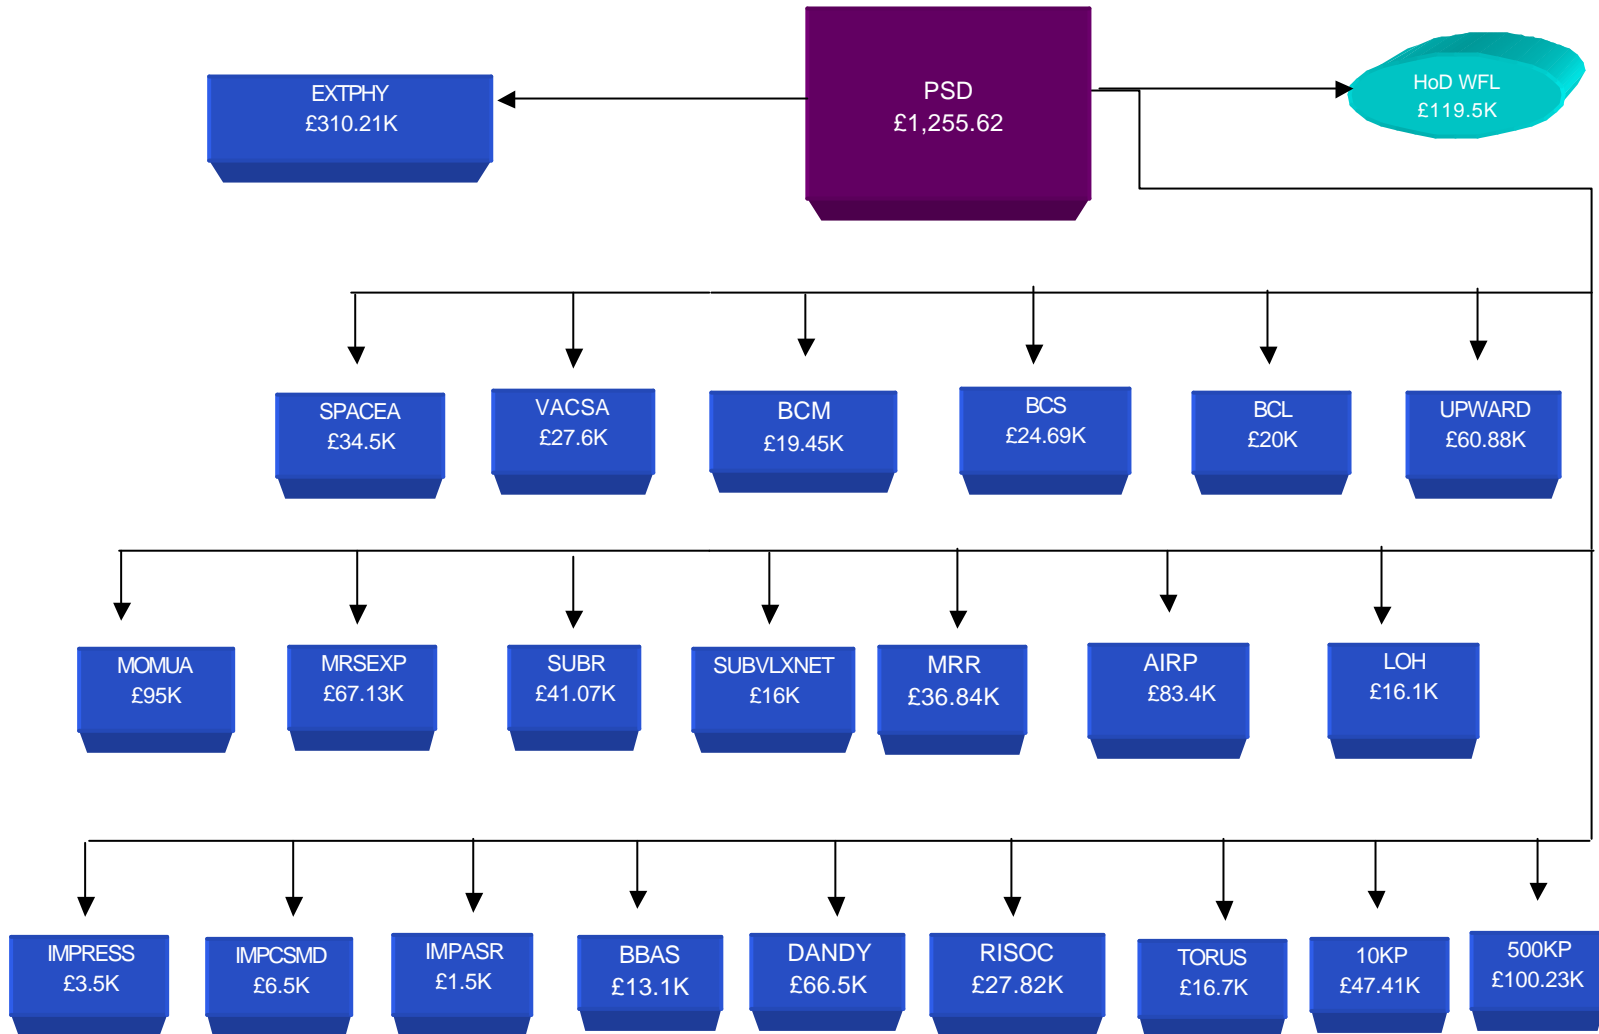 EXTPHY
£310.21K
PSD
£1,255.62
HoD WFL
£119.5K
SPACEA
£34.5K
VACSA
£27.6K
BCM
£19.45K
BCS
£24.69K
BCL
£20K
UPWARD
£60.88K
MOMUA
£95K
MRSEXP
£67.13K
SUBR
£41.07K
SUBVLXNET
£16K
MRR
£36.84K
AIRP
£83.4K
LOH
£16.1K
IMPRESS
£3.5K
IMPCSMD
£6.5K
IMPASR
£1.5K
BBAS
£13.1K
DANDY
£66.5K
RISOC
£27.82K
TORUS
£16.7K
10KP
£47.41K
500KP
£100.23K